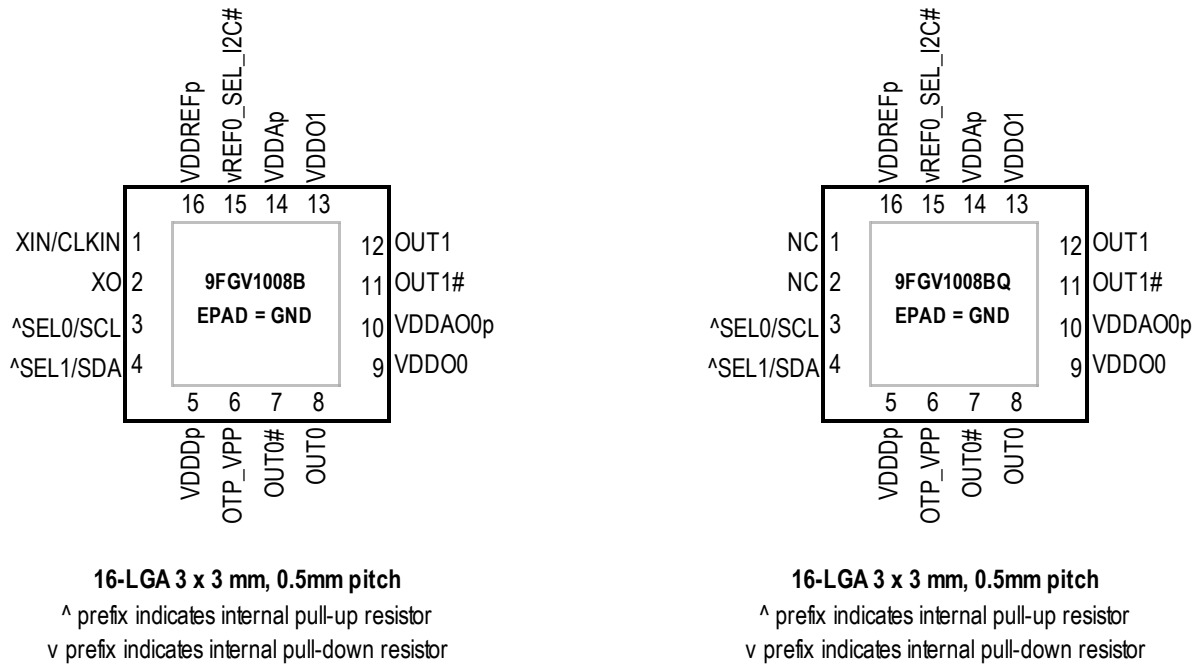 VDDREFp
vREF0_SEL_I2C#
VDDAp
VDDO1
16 15 14 13
XIN/CLKIN 1
XO 2
^SEL0/SCL 3
^SEL1/SDA 4
9FGV1008B
EPAD = GND
12 OUT1
11 OUT1#
10 VDDAO0p
9 VDDO0
5 6 7 8
VDDDp
OTP_VPP
OUT0#
OUT0
16-LGA 3 x 3 mm, 0.5mm pitch
^ prefix indicates internal pull-up resistor
v prefix indicates internal pull-down resistor
VDDREFp
vREF0_SEL_I2C#
VDDAp
VDDO1
16 15 14 13
NC 1
NC 2
^SEL0/SCL 3
^SEL1/SDA 4
9FGV1008BQ
EPAD = GND
12 OUT1
11 OUT1#
10 VDDAO0p
9 VDDO0
5 6 7 8
VDDDp
OTP_VPP
OUT0#
OUT0
16-LGA 3 x 3 mm, 0.5mm pitch
^ prefix indicates internal pull-up resistor
v prefix indicates internal pull-down resistor